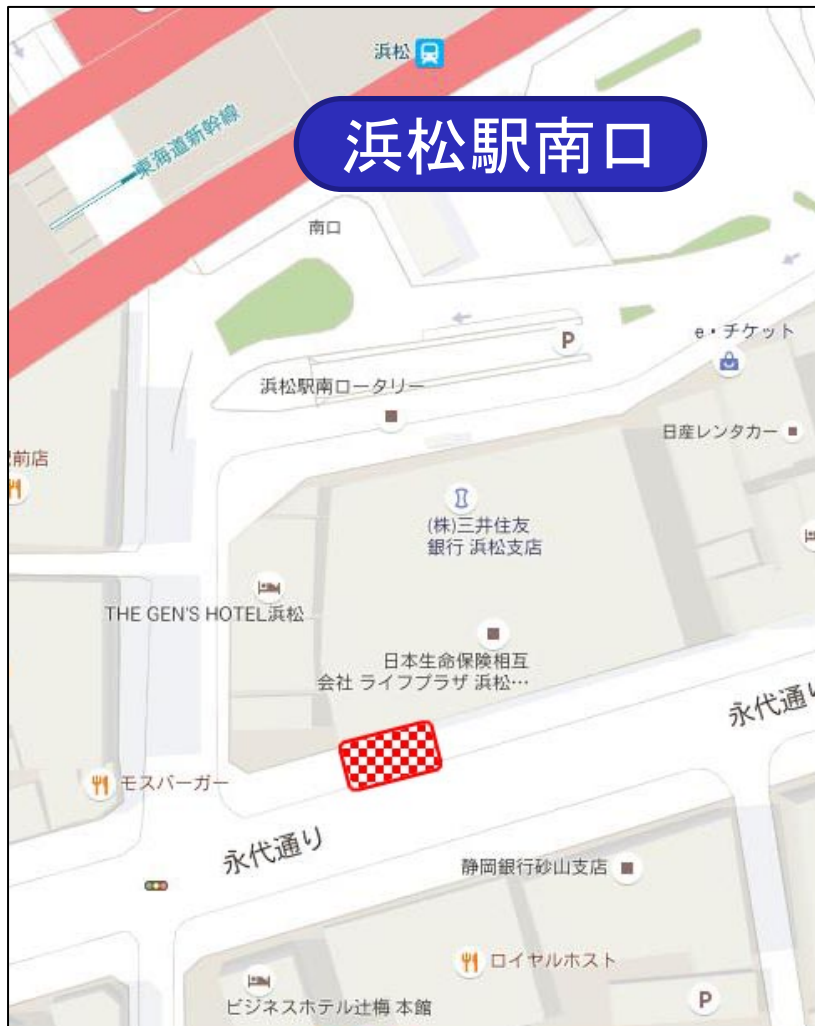 浜松
浜松駅南口
東海道新幹線
南口
P
e・チケット
浜松駅南ロータリー
日産レンタカー
前店
(株)三井住友
銀行 浜松支店
THE GEN'S HOTEL浜松
日本生命保険相互
会社 ライフプラザ 浜松…
永代通り
モスバーガー
永代通り
静岡銀行砂山支店
ロイヤルホスト
ビジネスホテル辻梅 本館
P